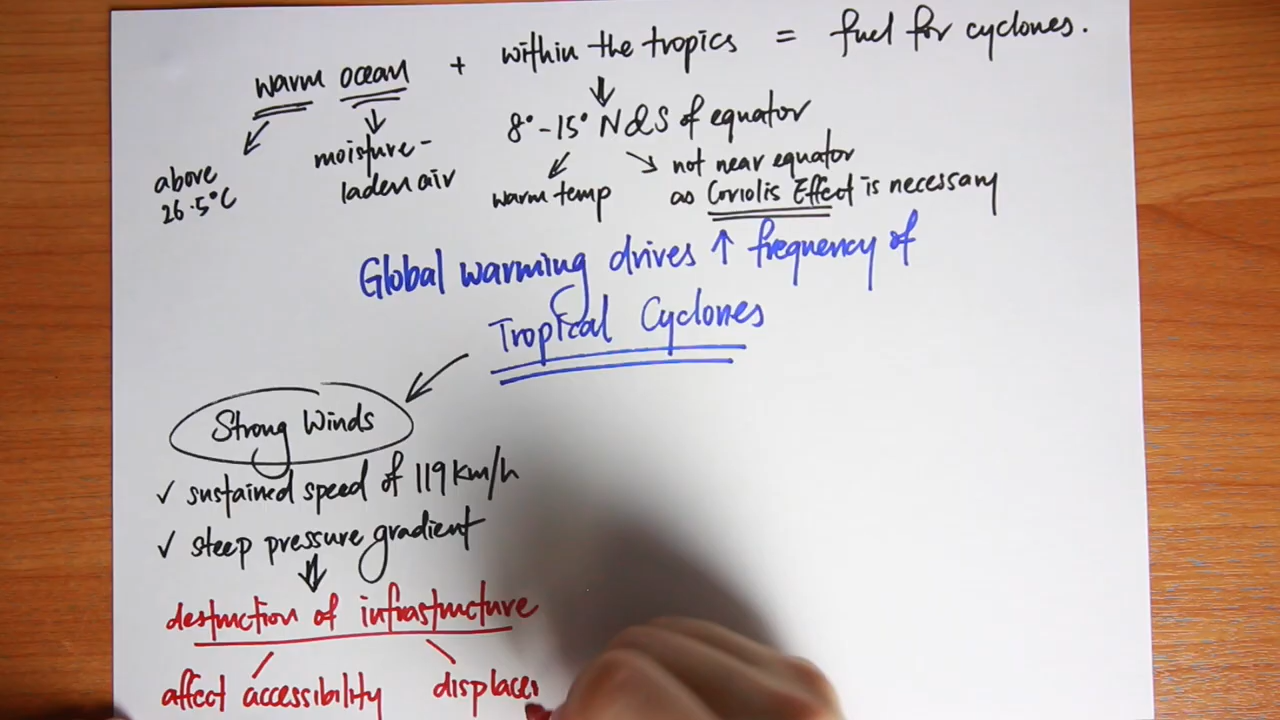 warm ocean + within the tropics = fuel for cyclones.
above
26.5°C
moisture-
laden air
8°-15° N & S of equator
warm temp
not near equator
as Coriolis Effect is necessary
Global warming drives ↑ frequency of
Tropical Cyclones
Strong Winds
✓ sustained speed of 119 km/h
✓ steep pressure gradient
destruction of infrastructure
affect accessibility